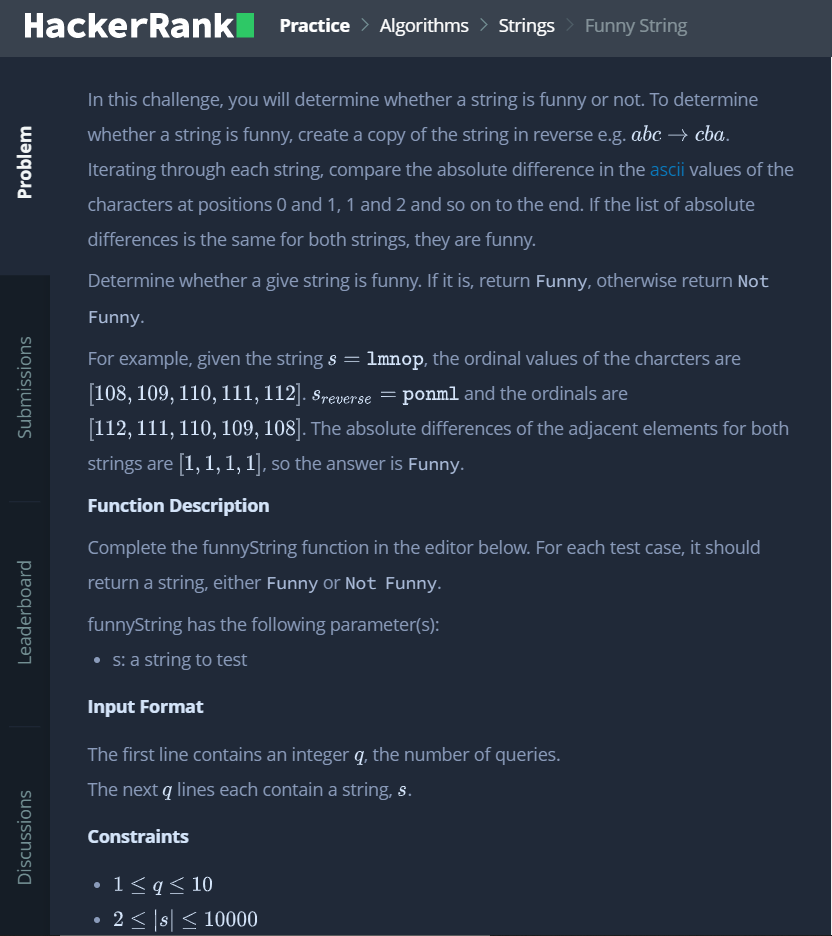 HackerRank Practice > Algorithms > Strings > Funny String
Problem
Submissions
Leaderboard
Discussions
In this challenge, you will determine whether a string is funny or not. To determine
whether a string is funny, create a copy of the string in reverse e.g. abc → cba.
Iterating through each string, compare the absolute difference in the ascii values of the
characters at positions 0 and 1, 1 and 2 and so on to the end. If the list of absolute
differences is the same for both strings, they are funny.
Determine whether a give string is funny. If it is, return Funny, otherwise return Not
Funny.
For example, given the string s = lmnop, the ordinal values of the charcters are
[108, 109, 110, 111, 112]. s_reverse = ponml and the ordinals are
[112, 111, 110, 109, 108]. The absolute differences of the adjacent elements for both
strings are [1, 1, 1, 1], so the answer is Funny.
Function Description
Complete the funnyString function in the editor below. For each test case, it should
return a string, either Funny or Not Funny.
funnyString has the following parameter(s):
• s: a string to test
Input Format
The first line contains an integer q, the number of queries.
The next q lines each contain a string, s.
Constraints
• 1 ≤ q ≤ 10
• 2 ≤ |s| ≤ 10000